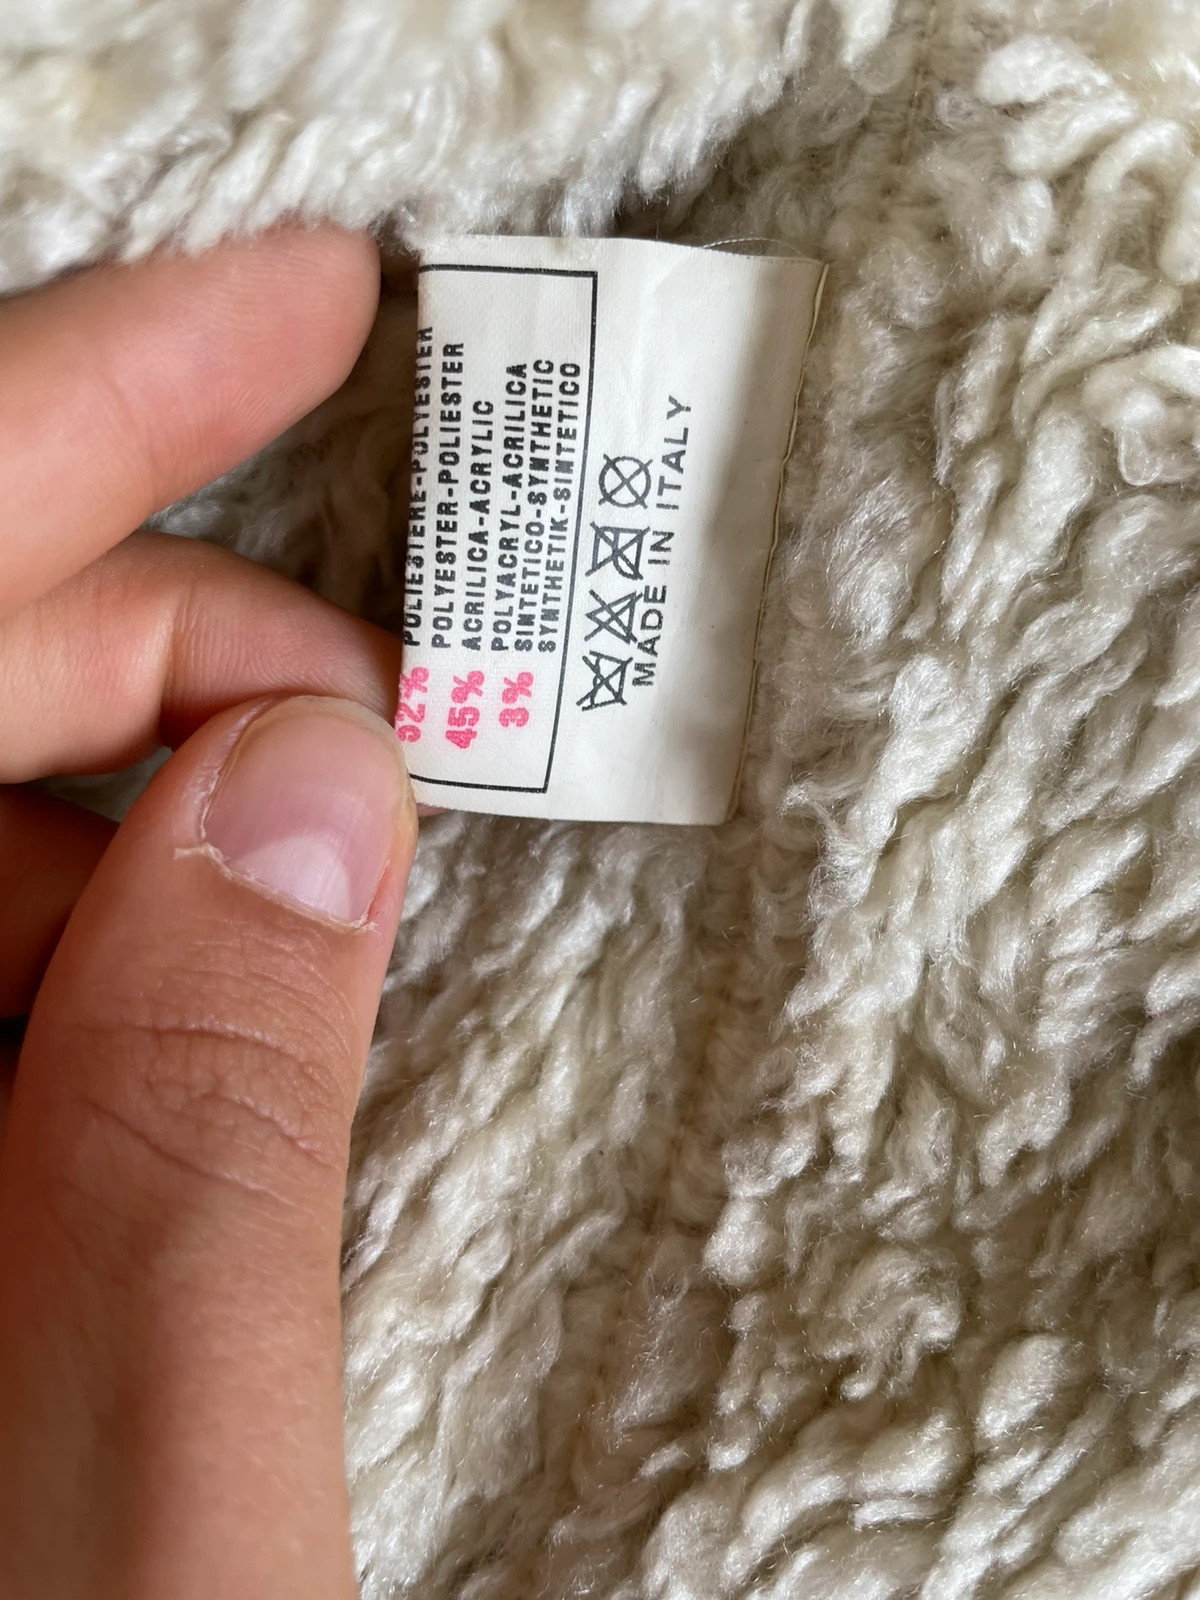 52% POLIESTERE-POLYESTER
POLYESTER-POLIESTER
45% ACRILICA-ACRYLIC
POLYACRYL-ACRILICA
3% SINTETICO-SYNTHETIC
SYNTHETIK-SINTETICO
MADE IN ITALY